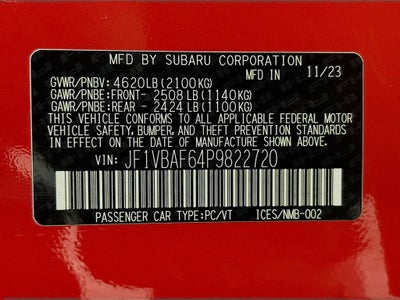 MFD BY SUBARU CORPORATION
GVWR/PNBV: 4620LB(2100KG) MFD IN 11/23
GAWR/PNBE:FRONT- 2508LB(1140KG)
GAWR/PNBE:REAR - 2424LB(1100KG)
THIS VEHICLE CONFORMS TO ALL APPLICABLE FEDERAL MOTOR
VEHICLE SAFETY, BUMPER, AND THEFT PREVENTION STANDARDS
IN EFFECT ON THE DATE OF MANUFACTURE SHOWN ABOVE.
VIN: JF1VBAF64P9822720
PASSENGER CAR TYPE:PC/VT ICES/NMB-002